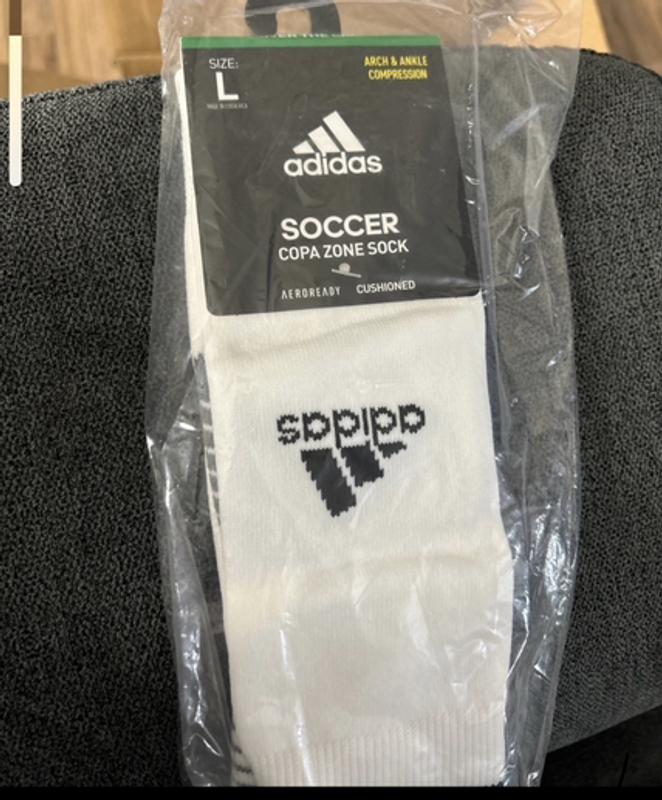 SIZE:
L
ARCH & ANKLE
COMPRESSION
adidas
SOCCER
COPA ZONE SOCK
AEROREADY CUSHIONED
adidas